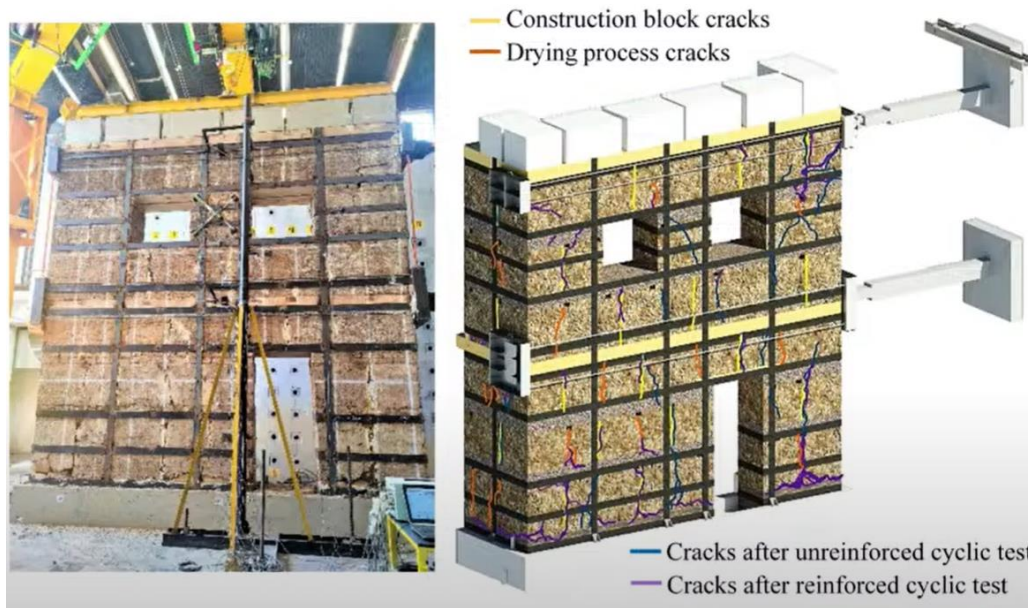 Construction block cracks
Drying process cracks
Cracks after unreinforced cyclic test
Cracks after reinforced cyclic test